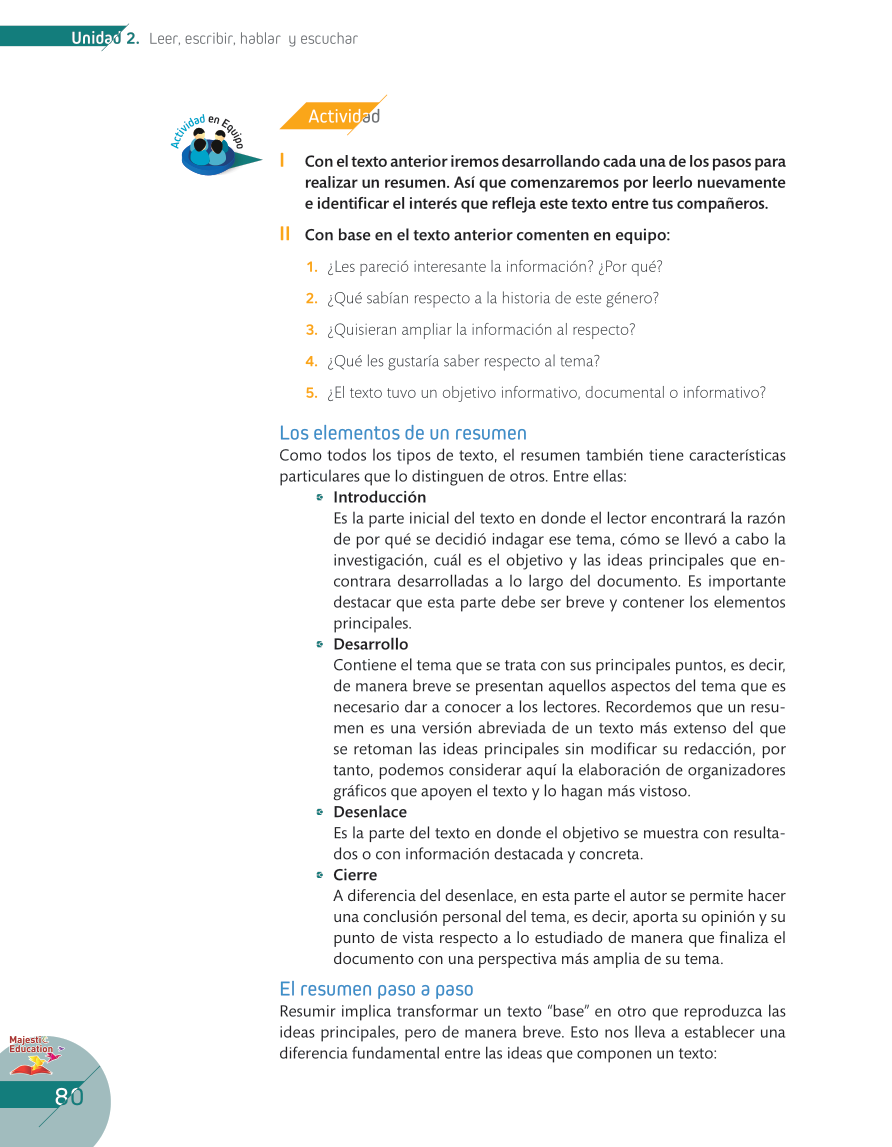 Unidad 2. Leer, escribir, hablar y escuchar
Actividad en Equipo
Actividad
I Con el texto anterior iremos desarrollando cada una de los pasos para
realizar un resumen. Así que comenzaremos por leerlo nuevamente
e identificar el interés que refleja este texto entre tus compañeros.
II Con base en el texto anterior comenten en equipo:
1. ¿Les pareció interesante la información? ¿Por qué?
2. ¿Qué sabían respecto a la historia de este género?
3. ¿Quisieran ampliar la información al respecto?
4. ¿Qué les gustaría saber respecto al tema?
5. ¿El texto tuvo un objetivo informativo, documental o informativo?
Los elementos de un resumen
Como todos los tipos de texto, el resumen también tiene características
particulares que lo distinguen de otros. Entre ellas:
Introducción
Es la parte inicial del texto en donde el lector encontrará la razón
de por qué se decidió indagar ese tema, cómo se llevó a cabo la
investigación, cuál es el objetivo y las ideas principales que en-
contrara desarrolladas a lo largo del documento. Es importante
destacar que esta parte debe ser breve y contener los elementos
principales.
Desarrollo
Contiene el tema que se trata con sus principales puntos, es decir,
de manera breve se presentan aquellos aspectos del tema que es
necesario dar a conocer a los lectores. Recordemos que un resu-
men es una versión abreviada de un texto más extenso del que
se retoman las ideas principales sin modificar su redacción, por
tanto, podemos considerar aquí la elaboración de organizadores
gráficos que apoyen el texto y lo hagan más vistoso.
Desenlace
Es la parte del texto en donde el objetivo se muestra con resulta-
dos o con información destacada y concreta.
Cierre
A diferencia del desenlace, en esta parte el autor se permite hacer
una conclusión personal del tema, es decir, aporta su opinión y su
punto de vista respecto a lo estudiado de manera que finaliza el
documento con una perspectiva más amplia de su tema.
El resumen paso a paso
Resumir implica transformar un texto “base” en otro que reproduzca las
ideas principales, pero de manera breve. Esto nos lleva a establecer una
diferencia fundamental entre las ideas que componen un texto:
Majestic
Education
80